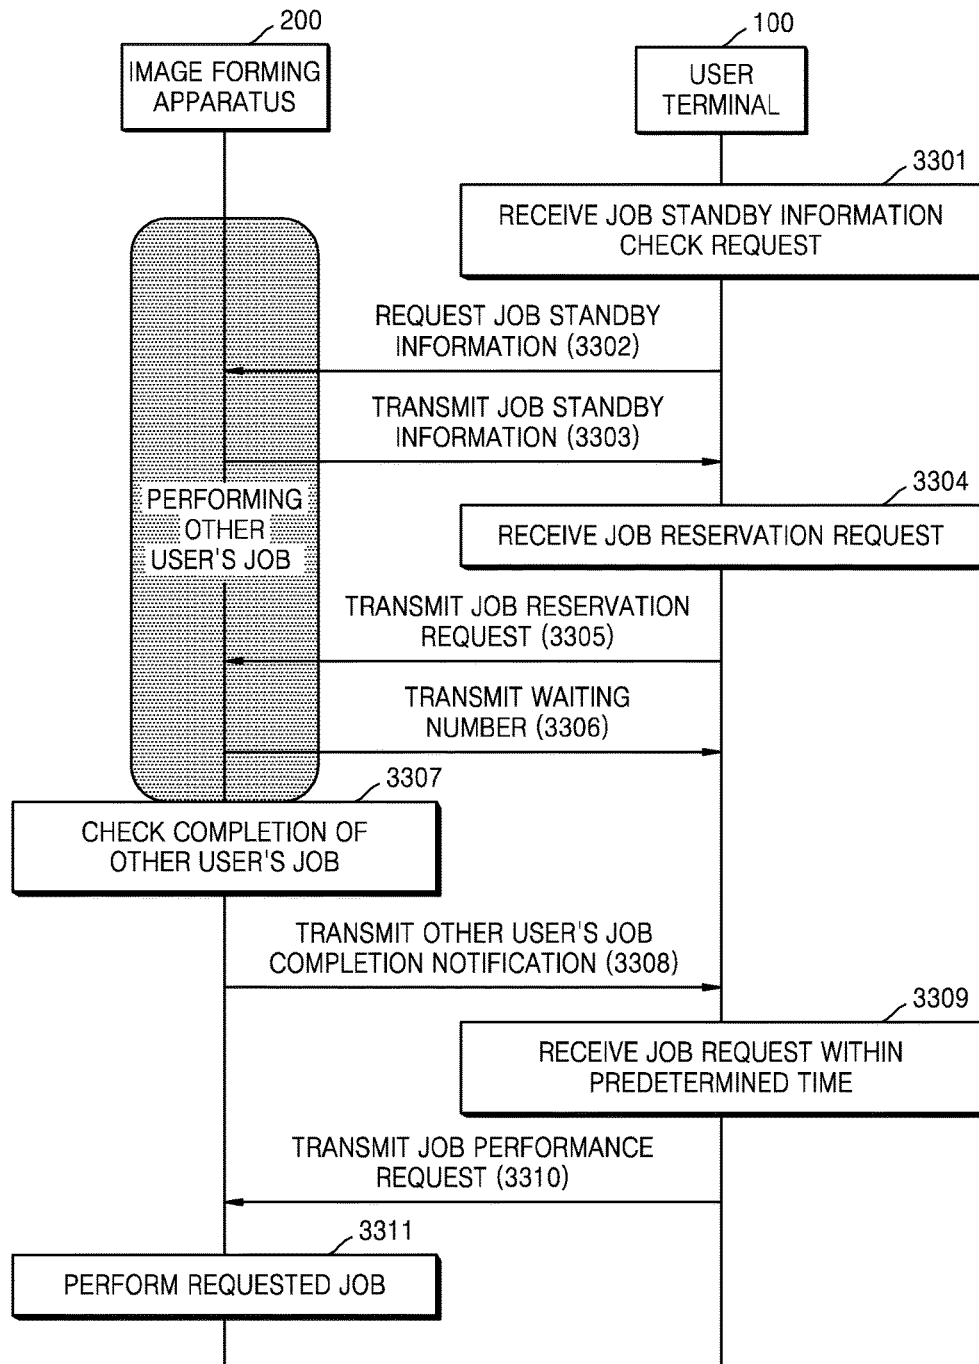 200
100
IMAGE FORMING
APPARATUS
USER
TERMINAL
3301
RECEIVE JOB STANDBY INFORMATION
CHECK REQUEST
REQUEST JOB STANDBY
INFORMATION (3302)
TRANSMIT JOB STANDBY
INFORMATION (3303)
PERFORMING
OTHER
USER'S JOB
3304
RECEIVE JOB RESERVATION REQUEST
TRANSMIT JOB RESERVATION
REQUEST (3305)
TRANSMIT WAITING
NUMBER (3306)
3307
CHECK COMPLETION OF
OTHER USER'S JOB
TRANSMIT OTHER USER'S JOB
COMPLETION NOTIFICATION (3308)
3309
RECEIVE JOB REQUEST WITHIN
PREDETERMINED TIME
TRANSMIT JOB PERFORMANCE
REQUEST (3310)
3311
PERFORM REQUESTED JOB